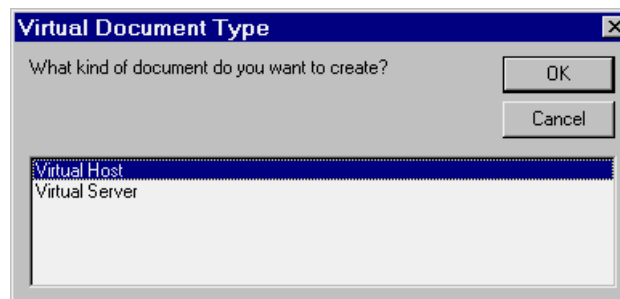 Virtual Document Type
What kind of document do you want to create?
OK
Cancel
Virtual Host
Virtual Server